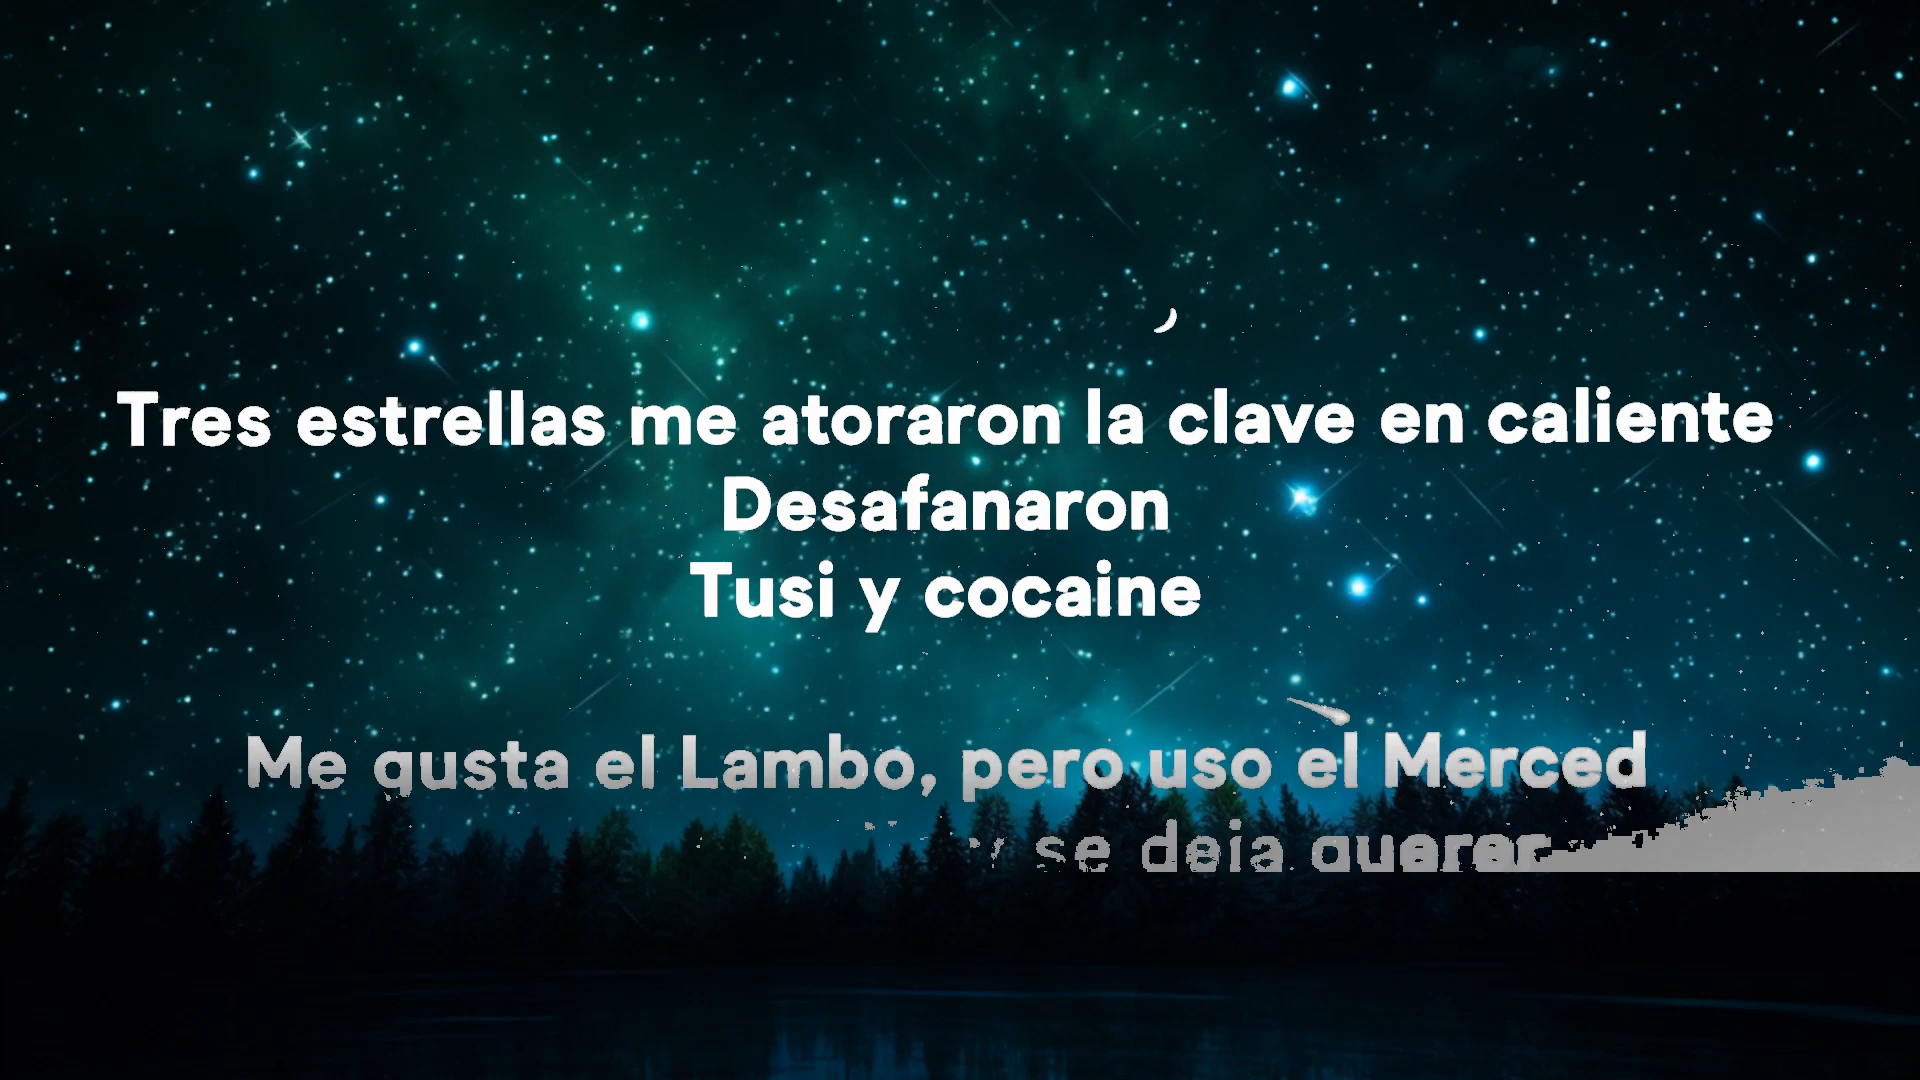 Tres estrellas me atoraron la clave en caliente
Desafanaron
Tusi y cocaine
Me gusta el Lambo, pero uso el Merced
y se deja querer